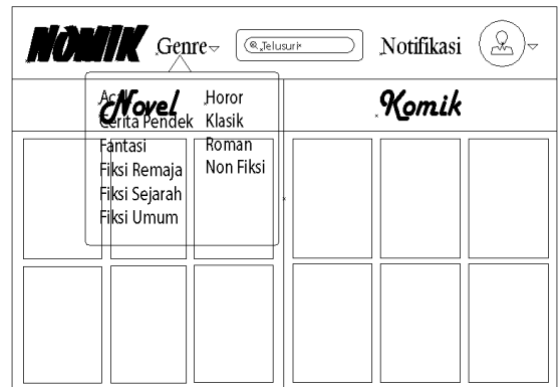 NOMIK Genre Telusuri Notifikasi
Novel Komik
Horor
Cerita Pendek Klasik
Fantasi Roman
Fiksi Remaja Non Fiksi
Fiksi Sejarah
Fiksi Umum